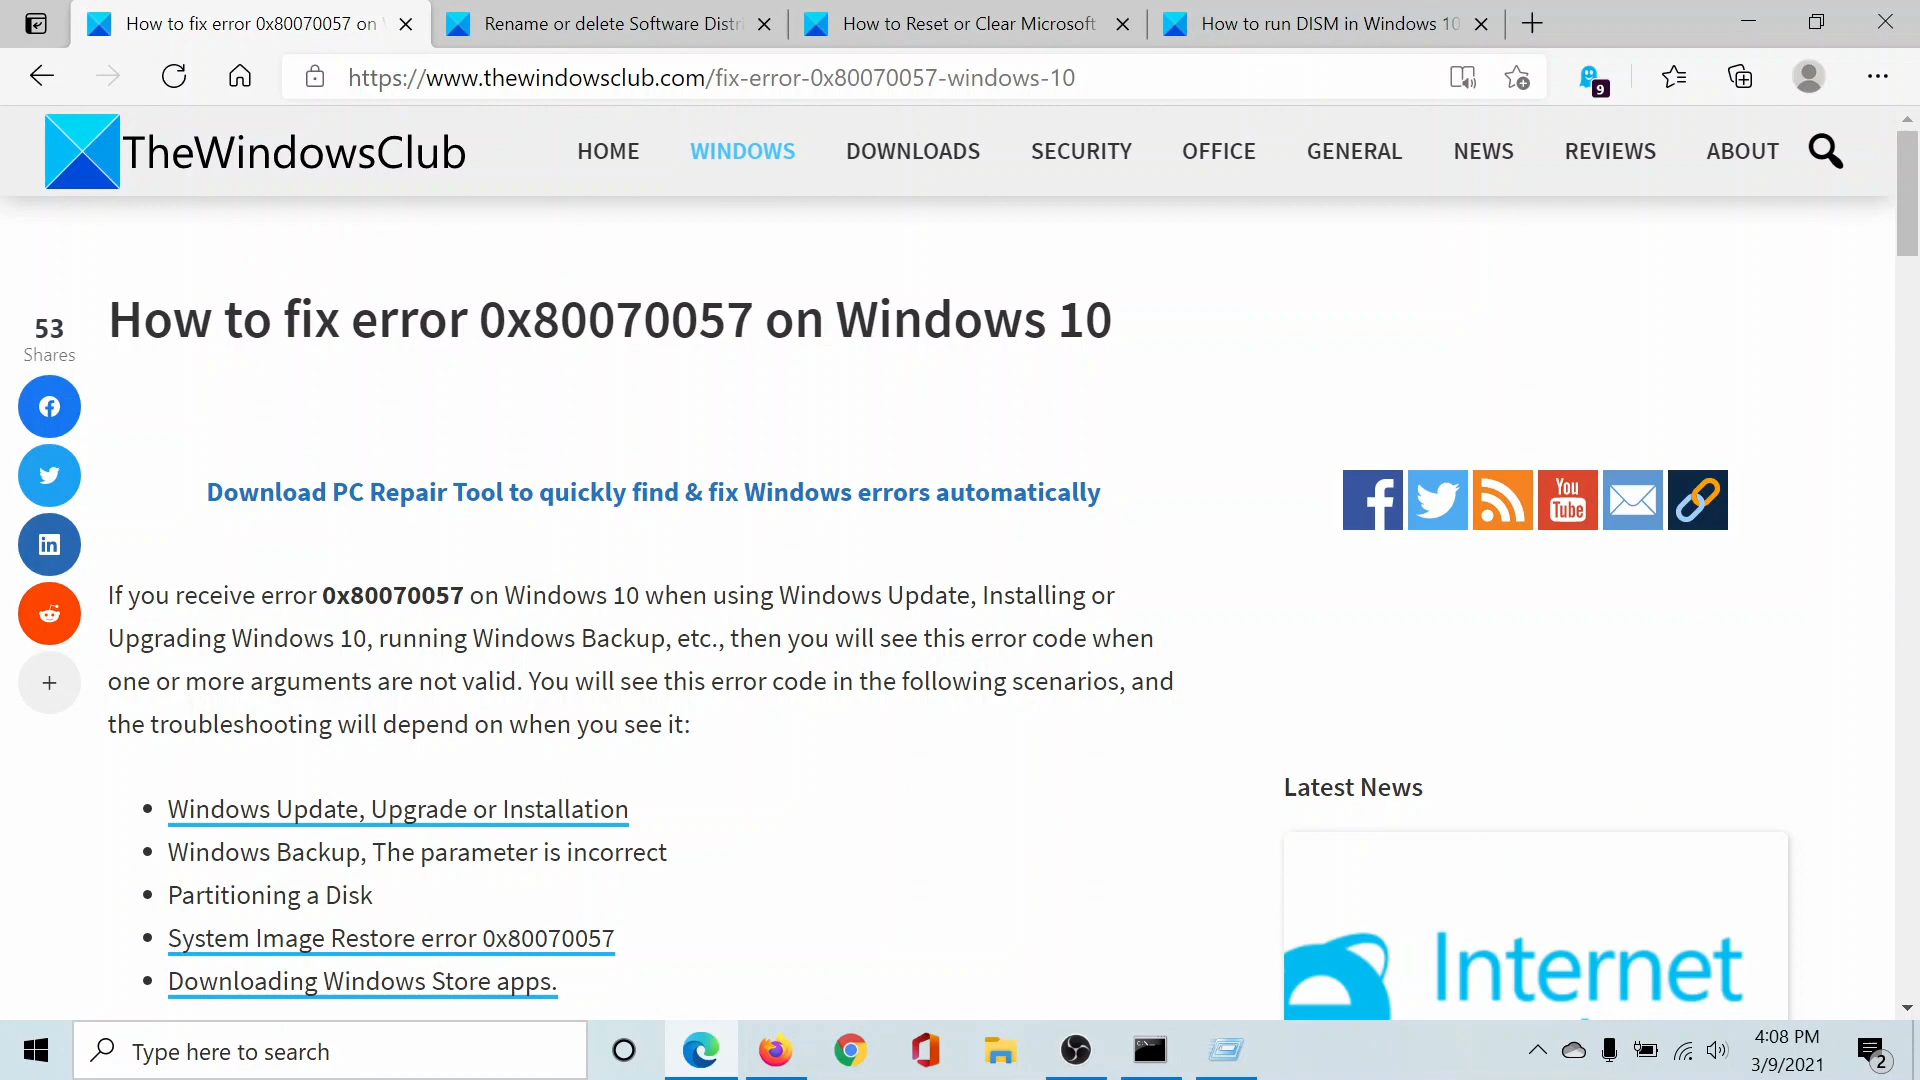 How to fix error 0x80070057 on
Rename or delete Software Distri
How to Reset or Clear Microsoft
How to run DISM in Windows 10
https://www.thewindowsclub.com/fix-error-0x80070057-windows-10
9
TheWindowsClub
HOME
WINDOWS
DOWNLOADS
SECURITY
OFFICE
GENERAL
NEWS
REVIEWS
ABOUT
How to fix error 0x80070057 on Windows 10
53
Shares
Download PC Repair Tool to quickly find & fix Windows errors automatically
You
Tube
If you receive error 0x80070057 on Windows 10 when using Windows Update, Installing or
Upgrading Windows 10, running Windows Backup, etc., then you will see this error code when
one or more arguments are not valid. You will see this error code in the following scenarios, and
the troubleshooting will depend on when you see it:
Windows Update, Upgrade or Installation
Windows Backup, The parameter is incorrect
Partitioning a Disk
System Image Restore error 0x80070057
Downloading Windows Store apps.
Latest News
Internet
Type here to search
4:08 PM
3/9/2021
2